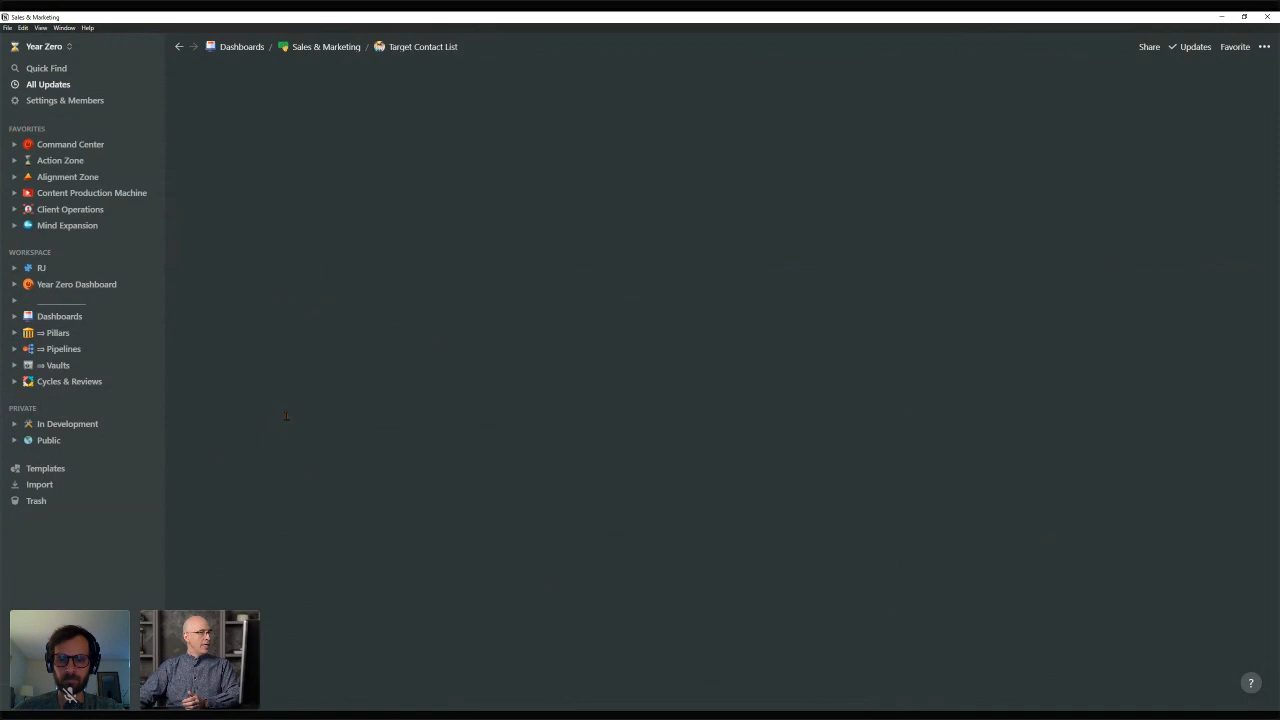 Sales & Marketing
File Edit View Window Help
Year Zero
Dashboards / Sales & Marketing / Target Contact List
Share Updates Favorite
Quick Find
All Updates
Settings & Members
FAVORITES
Command Center
Action Zone
Alignment Zone
Content Production Machine
Client Operations
Mind Expansion
WORKSPACE
RJ
Year Zero Dashboard
Dashboards
⇒ Pillars
⇒ Pipelines
⇒ Vaults
Cycles & Reviews
PRIVATE
In Development
Public
Templates
Import
Trash
?